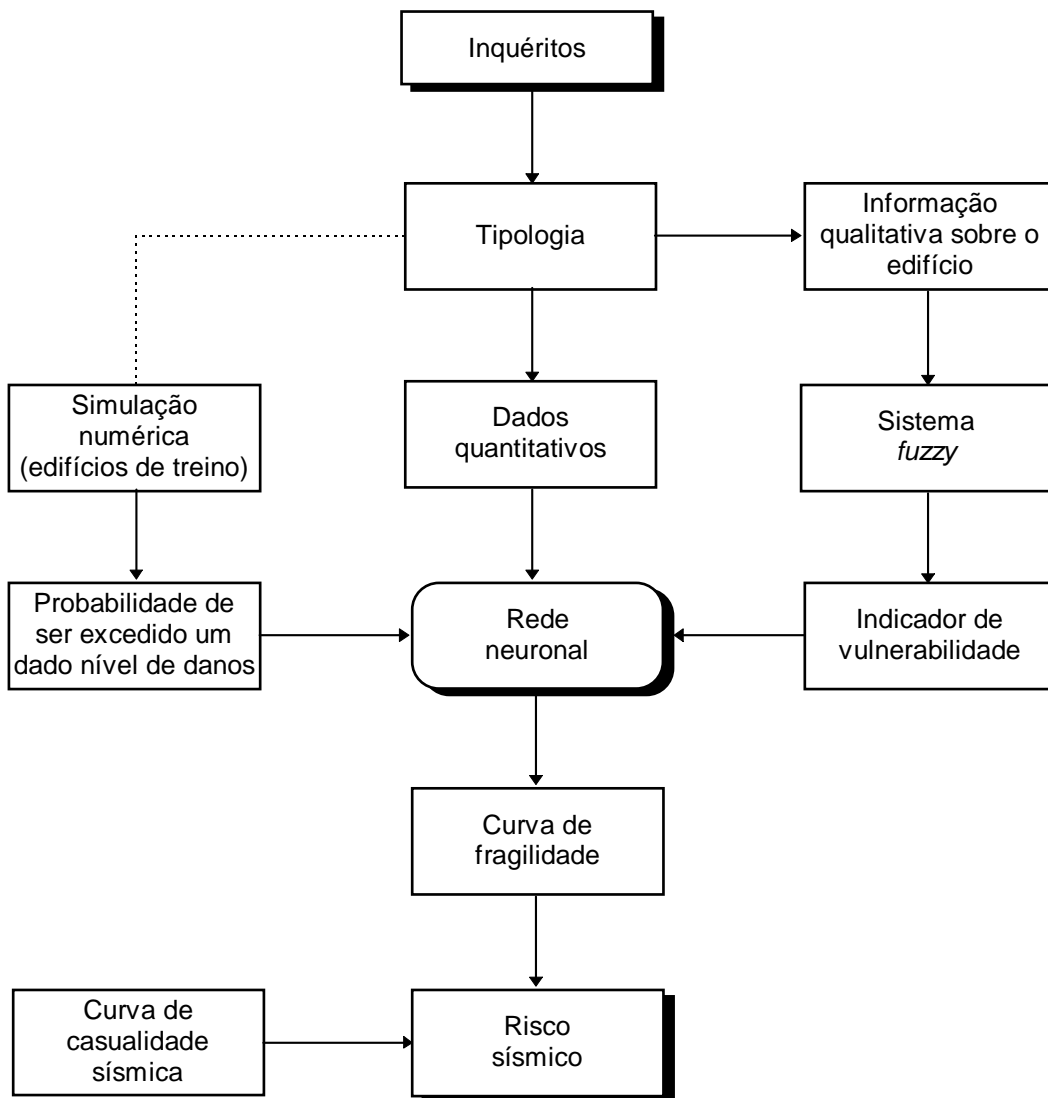 Inquéritos
Tipologia
Informação
qualitativa sobre o
edifício
Simulação
numérica
(edifícios de treino)
Dados
quantitativos
Sistema
fuzzy
Probabilidade de
ser excedido um
dado nível de danos
Rede
neuronal
Indicador de
vulnerabilidade
Curva de
fragilidade
Curva de
casualidade
sísmica
Risco
sísmico